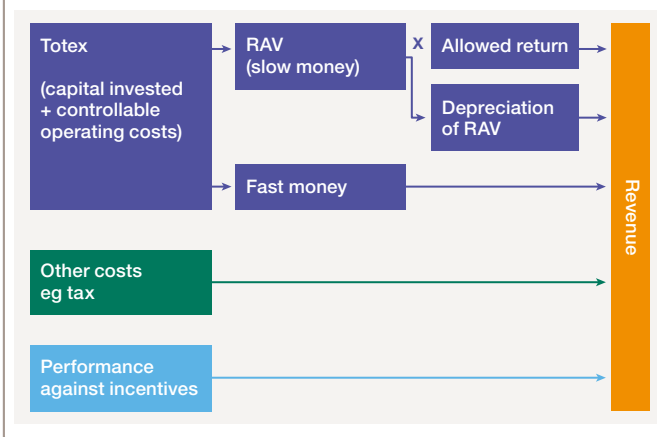 Totex
(capital invested
+ controllable
operating costs)
RAV
(slow money)
X
Allowed return
Depreciation
of RAV
Fast money
Other costs
eg tax
Performance
against incentives
Revenue